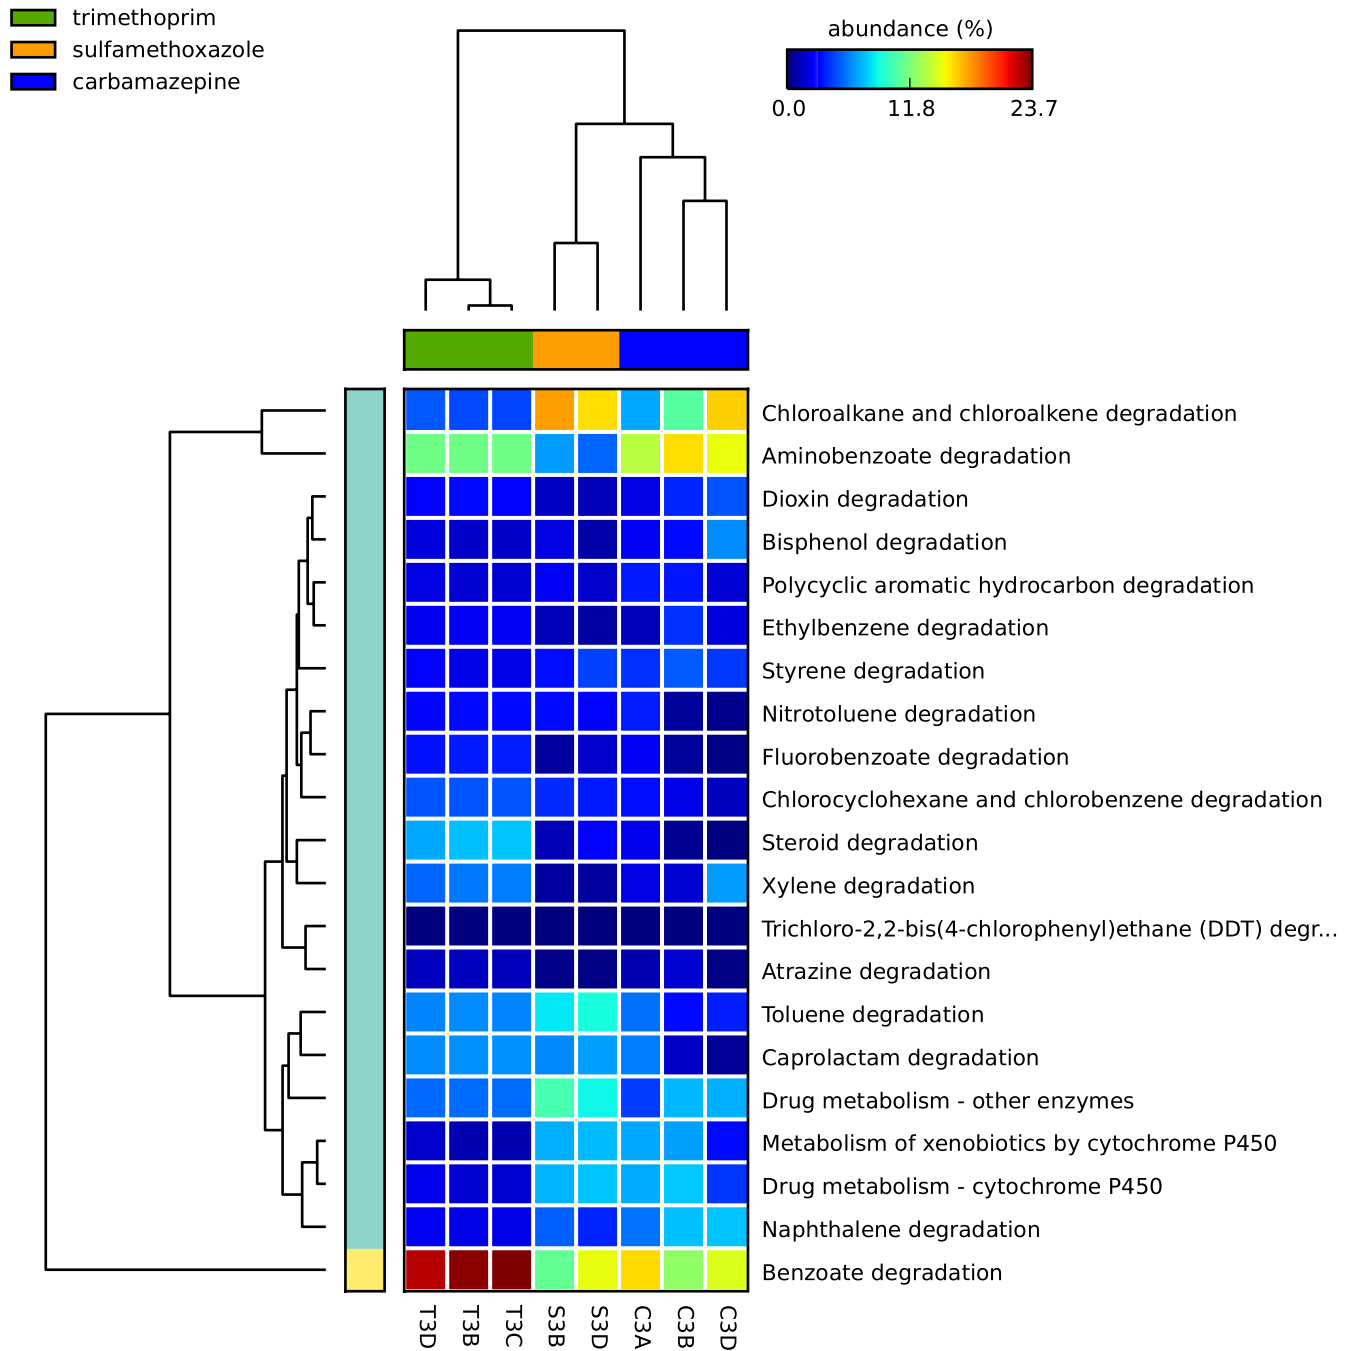 trimethoprim
sulfamethoxazole
carbamazepine
abundance (%)
0.0 11.8 23.7
Chloroalkane and chloroalkene degradation
Aminobenzoate degradation
Dioxin degradation
Bisphenol degradation
Polycyclic aromatic hydrocarbon degradation
Ethylbenzene degradation
Styrene degradation
Nitrotoluene degradation
Fluorobenzoate degradation
Chlorocyclohexane and chlorobenzene degradation
Steroid degradation
Xylene degradation
Trichloro-2,2-bis(4-chlorophenyl)ethane (DDT) degr...
Atrazine degradation
Toluene degradation
Caprolactam degradation
Drug metabolism - other enzymes
Metabolism of xenobiotics by cytochrome P450
Drug metabolism - cytochrome P450
Naphthalene degradation
Benzoate degradation
T3D T3B T3C S3B S3D C3A C3B C3D